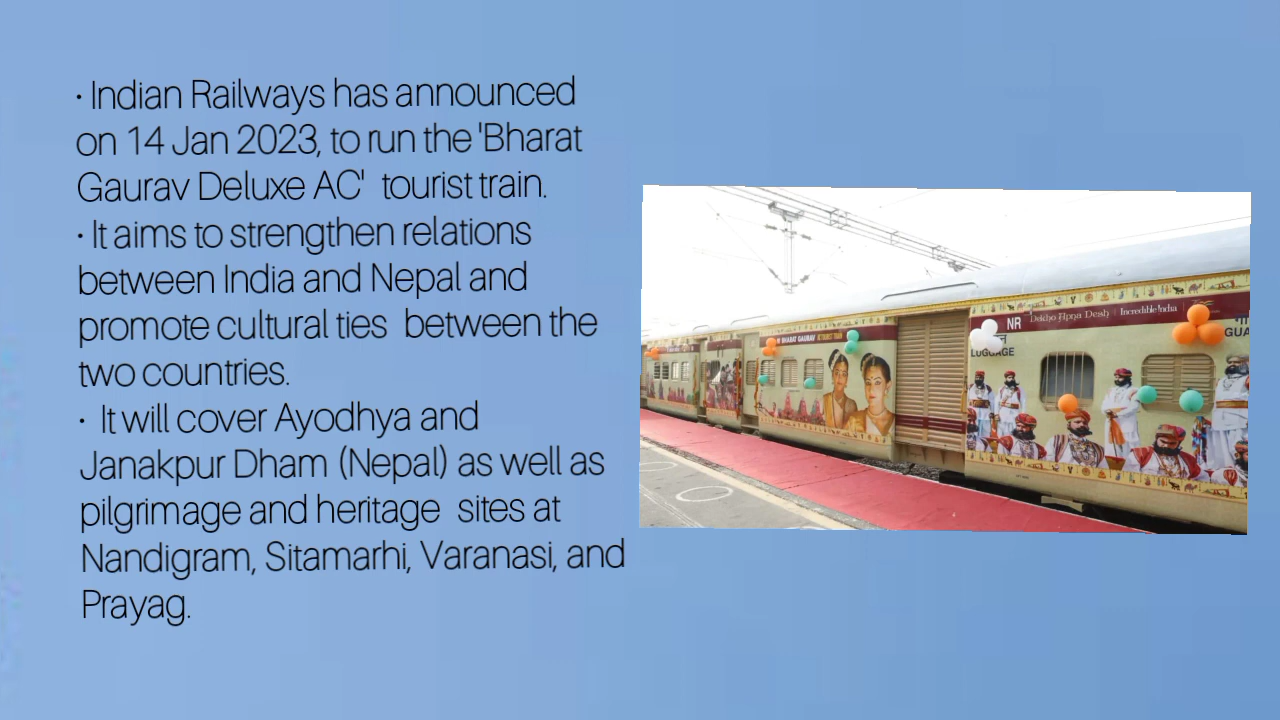 · Indian Railways has announced
on 14 Jan 2023, to run the 'Bharat
Gaurav Deluxe AC' tourist train.
· It aims to strengthen relations
between India and Nepal and
promote cultural ties between the
two countries.
· It will cover Ayodhya and
Janakpur Dham (Nepal) as well as
pilgrimage and heritage sites at
Nandigram, Sitamarhi, Varanasi, and
Prayag.
NR
Dekho Apna Desh
Incredible India
LUGGAGE
BHARAT GAURAV